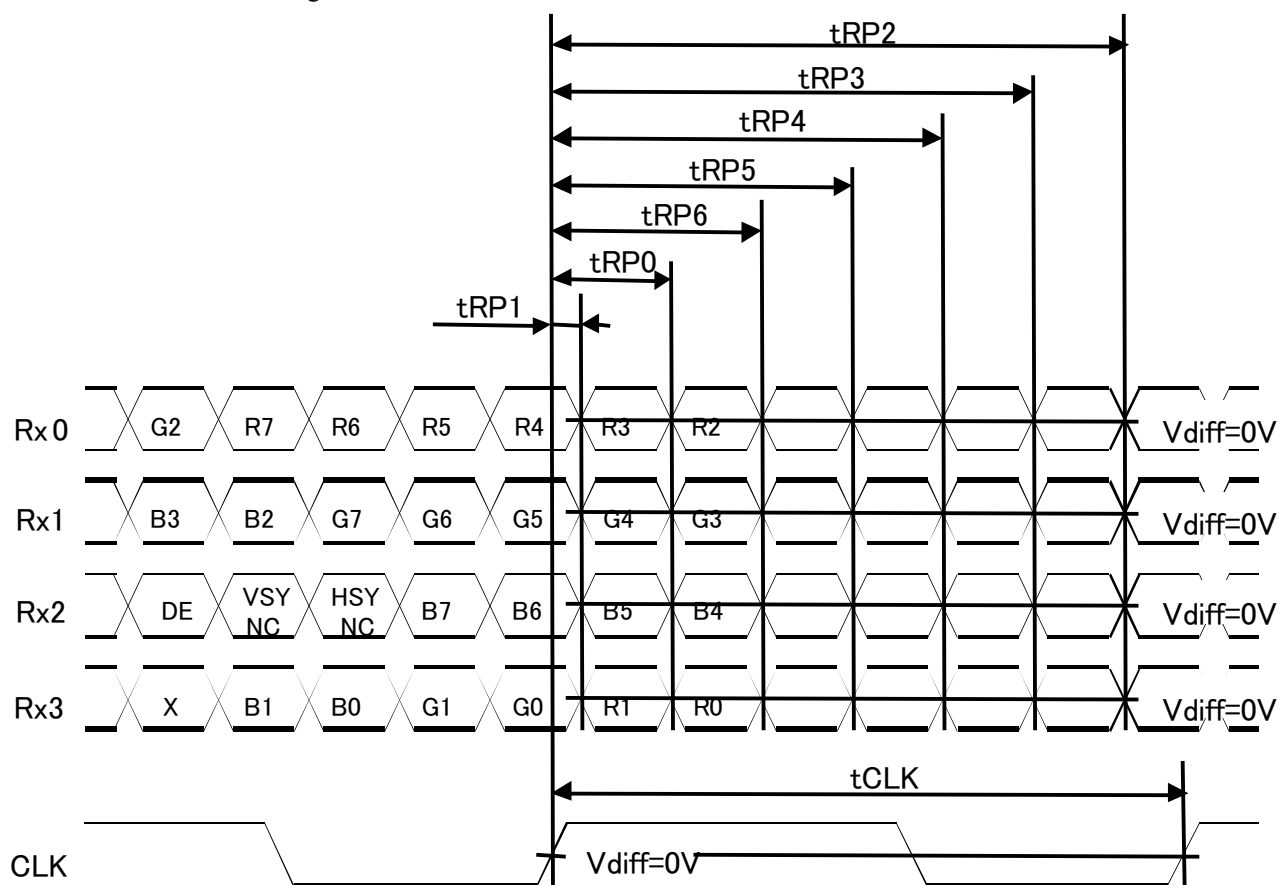 tRP2
tRP3
tRP4
tRP5
tRP6
tRP0
tRP1
Rx0 G2 R7 R6 R5 R4 R3 R2 Vdiff=0V
Rx1 B3 B2 G7 G6 G5 G4 G3 Vdiff=0V
Rx2 DE VSY NC HSY NC B7 B6 B5 B4 Vdiff=0V
Rx3 X B1 B0 G1 G0 R1 R0 Vdiff=0V
tCLK
CLK Vdiff=0V